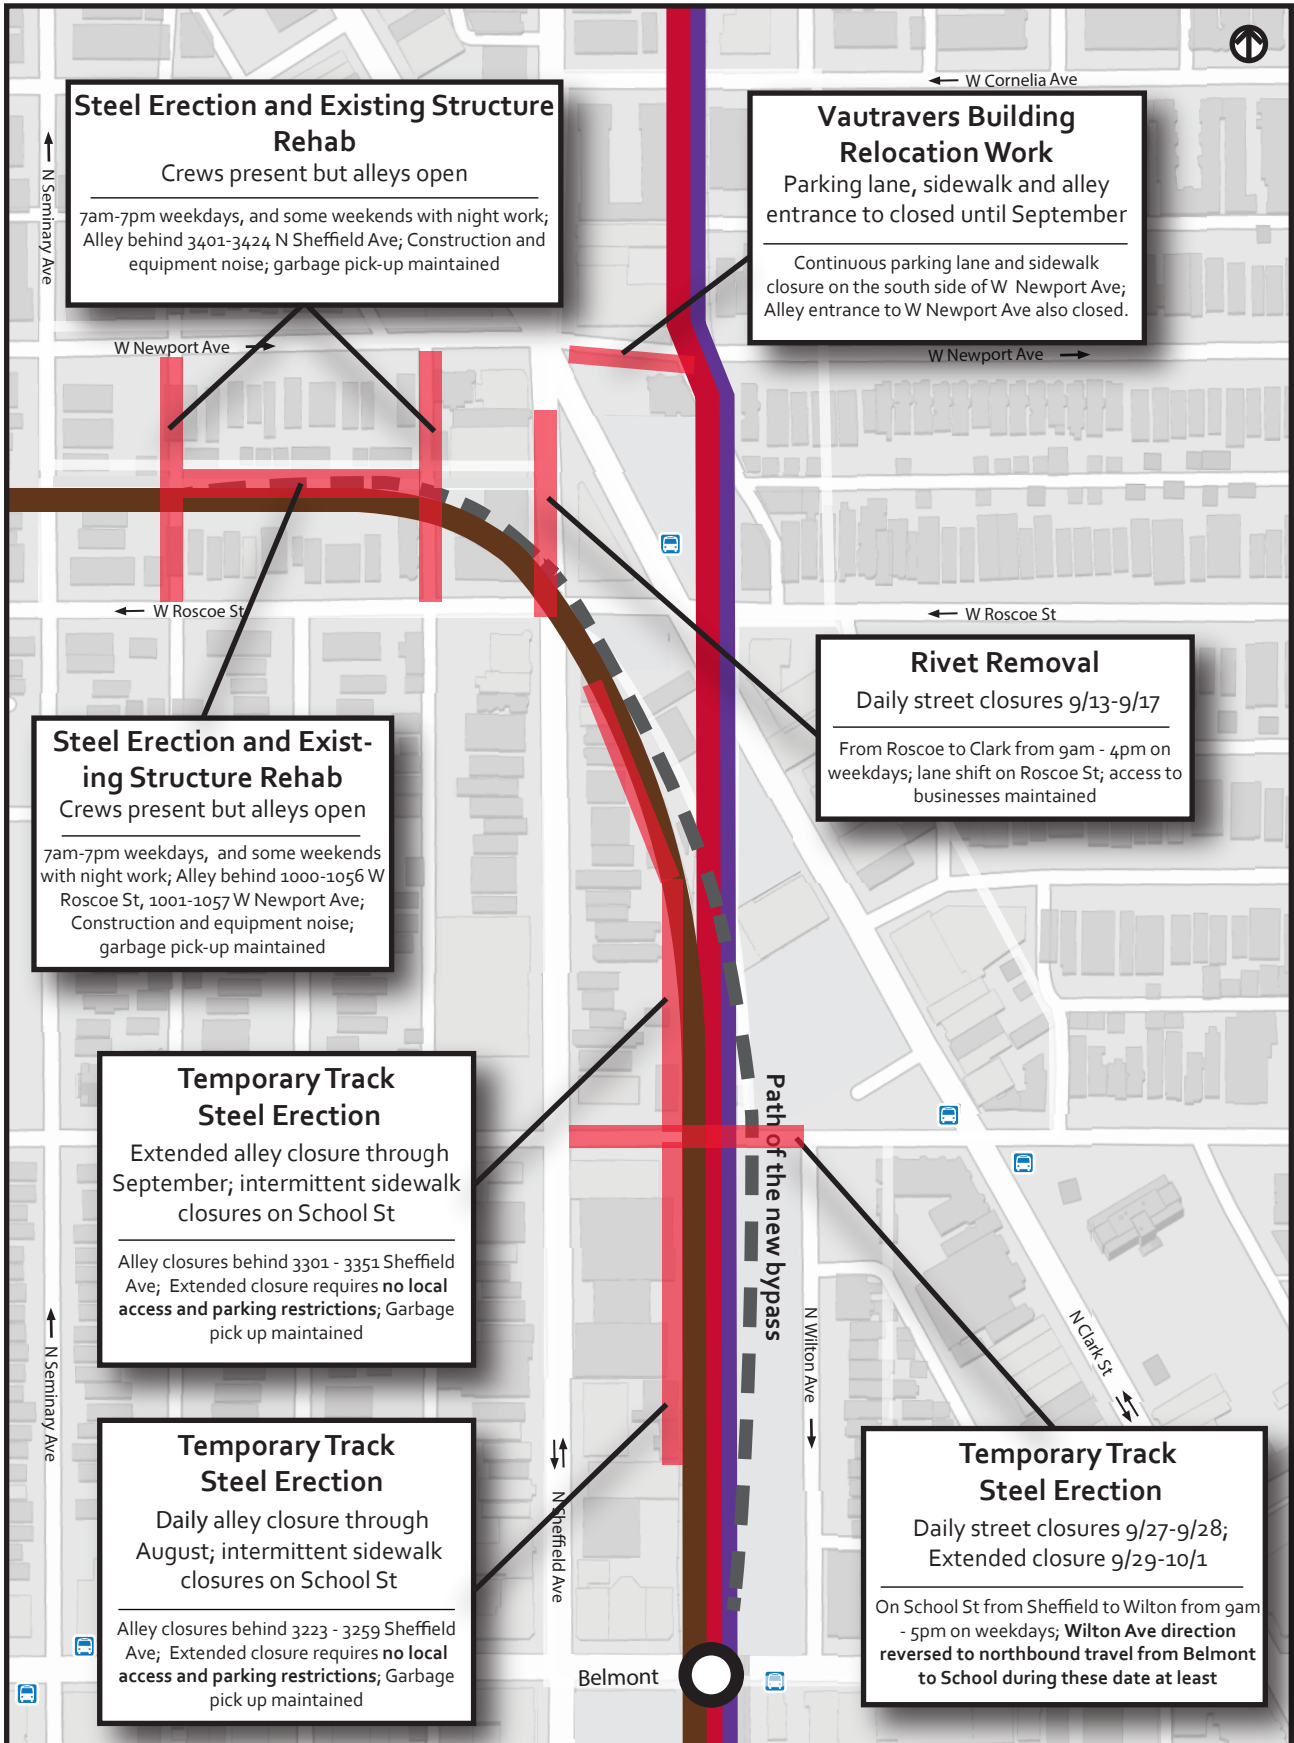 W Cornelia Ave
Steel Erection and Existing Structure
Rehab
Crews present but alleys open
7am-7pm weekdays, and some weekends with night work;
Alley behind 3401-3424 N Sheffield Ave; Construction and
equipment noise; garbage pick-up maintained
Vautravers Building
Relocation Work
Parking lane, sidewalk and alley
entrance to closed until September
Continuous parking lane and sidewalk
closure on the south side of W  Newport Ave;
Alley entrance to W Newport Ave also closed.
N Seminary Ave
W Newport Ave
W Newport Ave
W Roscoe St
W Roscoe St
Rivet Removal
Daily street closures 9/13-9/17
From Roscoe to Clark from 9am - 4pm on
weekdays; lane shift on Roscoe St; access to
businesses maintained
Steel Erection and Exist-
ing Structure Rehab
Crews present but alleys open
7am-7pm weekdays,  and some weekends
with night work; Alley behind 1000-1056 W
Roscoe St, 1001-1057 W Newport Ave;
Construction and equipment noise;
garbage pick-up maintained
Temporary Track
Steel Erection
Extended alley closure through
September; intermittent sidewalk
closures on School St
Alley closures behind 3301 - 3351 Sheffield
Ave;  Extended closure requires no local
access and parking restrictions; Garbage
pick up maintained
Path of the new bypass
N Wilton Ave
N Clark St
N Seminary Ave
N Sheffield Ave
Temporary Track
Steel Erection
Daily alley closure through
August; intermittent sidewalk
closures on School St
Alley closures behind 3223 - 3259 Sheffield
Ave;  Extended closure requires no local
access and parking restrictions; Garbage
pick up maintained
Temporary Track
Steel Erection
Daily street closures 9/27-9/28;
Extended closure 9/29-10/1
On School St from Sheffield to Wilton from 9am
- 5pm on weekdays; Wilton Ave direction
reversed to northbound travel from Belmont
to School during these date at least
Belmont